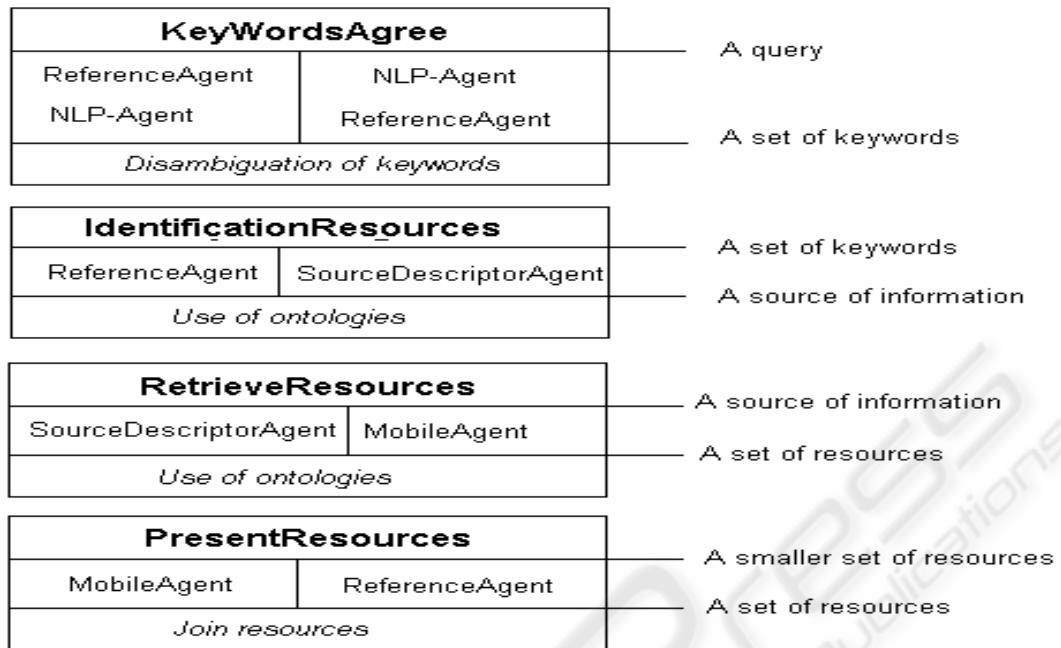 KeyWordsAgree
A query
ReferenceAgent NLP-Agent
NLP-Agent ReferenceAgent
A set of keywords
Disambiguation of keywords
IdentificationResources
A set of keywords
ReferenceAgent SourceDescriptorAgent
A source of information
Use of ontologies
RetrieveResources
A source of information
SourceDescriptorAgent MobileAgent
A set of resources
Use of ontologies
PresentResources
A smaller set of resources
MobileAgent ReferenceAgent
A set of resources
Join resources